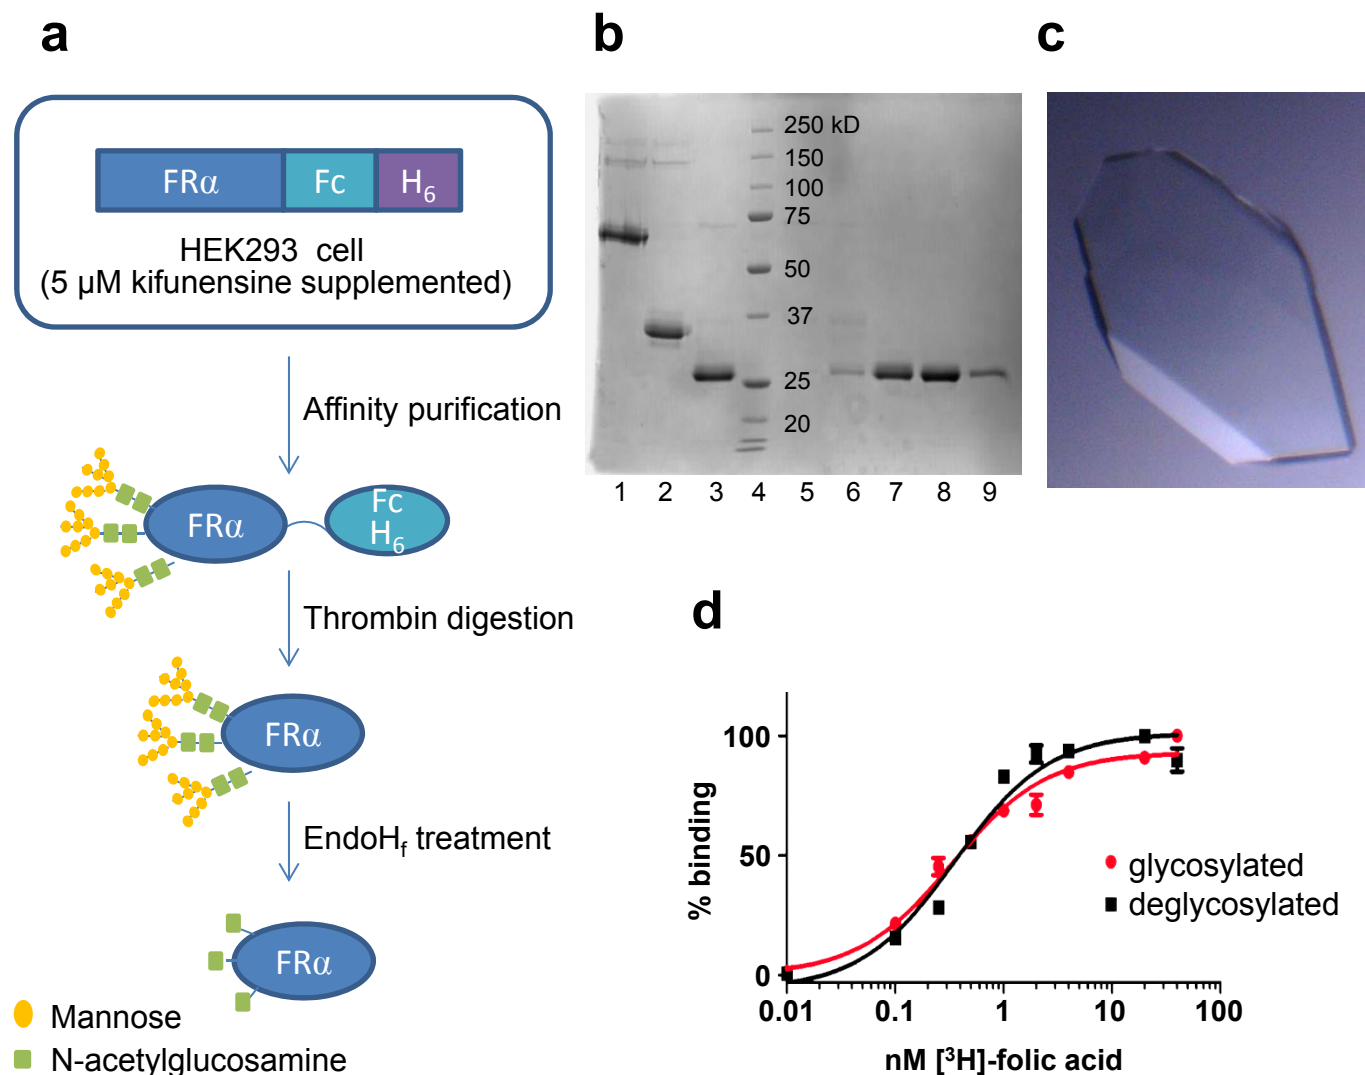 a
FRα Fc H6
HEK293 cell
(5 µM kifunensine supplemented)
Affinity purification
FRα
Fc
H6
Thrombin digestion
FRα
EndoHf treatment
FRα
Mannose
N-acetylglucosamine
b
250 kD
150
100
75
50
37
25
20
1 2 3 4 5 6 7 8 9
c
d
% binding
100
50
0
glycosylated
deglycosylated
0.01 0.1 1 10 100
nM [³H]-folic acid